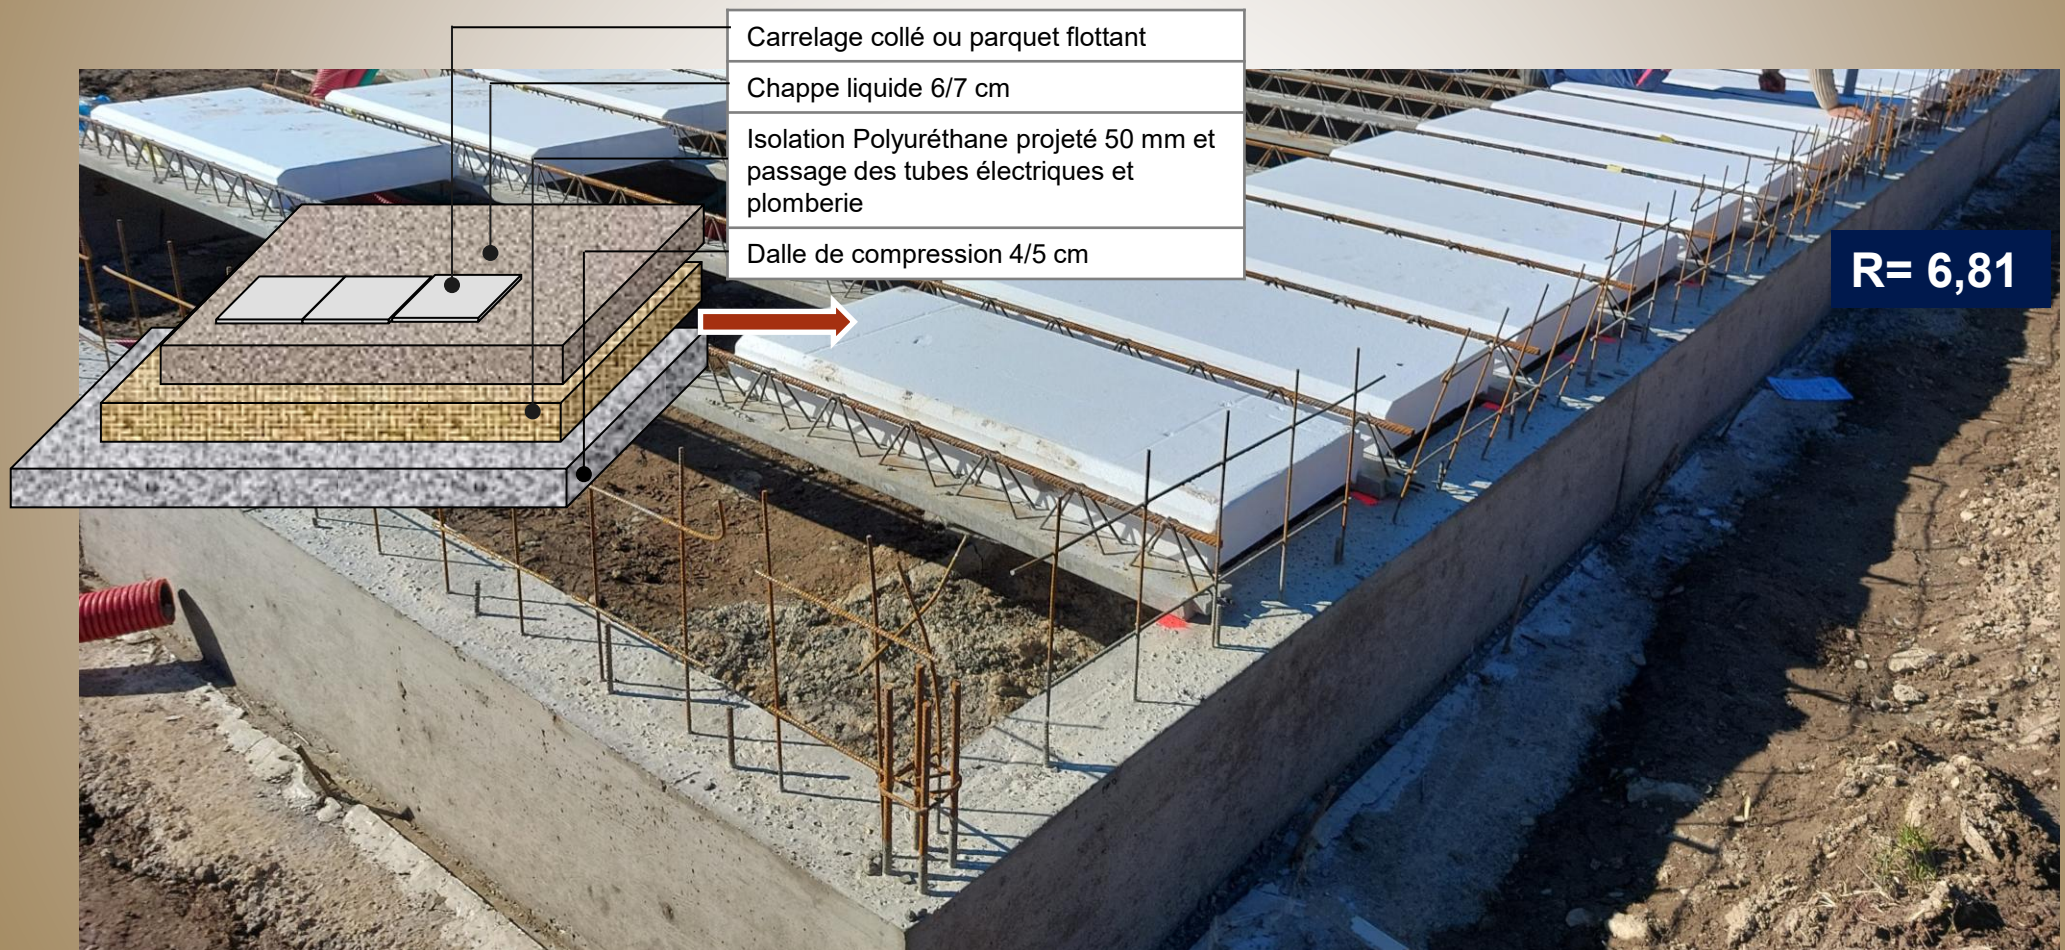 Carrelage collé ou parquet flottant
Chappe liquide 6/7 cm
Isolation Polyuréthane projeté 50 mm et
passage des tubes électriques et
plomberie
Dalle de compression 4/5 cm
R= 6,81